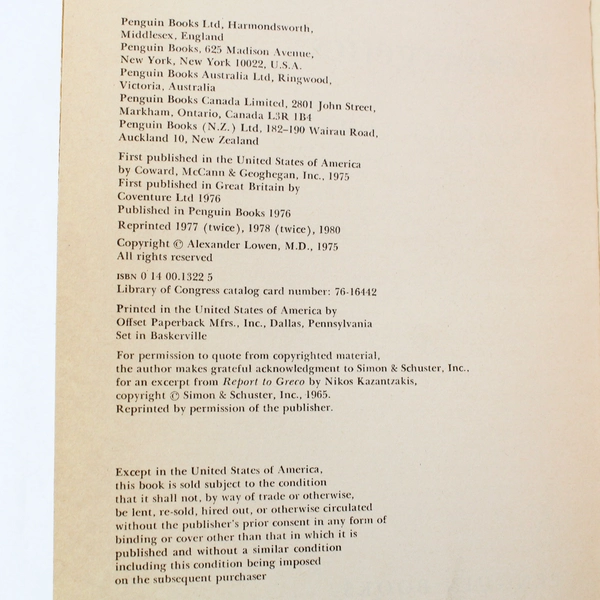 Penguin Books Ltd, Harmondsworth,
Middlesex, England
Penguin Books, 625 Madison Avenue,
New York, New York 10022, U.S.A.
Penguin Books Australia Ltd, Ringwood,
Victoria, Australia
Penguin Books Canada Limited, 2801 John Street,
Markham, Ontario, Canada L3R 1B4
Penguin Books (N.Z.) Ltd, 182–190 Wairau Road,
Auckland 10, New Zealand
First published in the United States of America
by Coward, McCann & Geoghegan, Inc., 1975
First published in Great Britain by
Coventure Ltd 1976
Published in Penguin Books 1976
Reprinted 1977 (twice), 1978 (twice), 1980
Copyright © Alexander Lowen, M.D., 1975
All rights reserved
ISBN 0 14 00.1322 5
Library of Congress catalog card number: 76-16442
Printed in the United States of America by
Offset Paperback Mfrs., Inc., Dallas, Pennsylvania
Set in Baskerville
For permission to quote from copyrighted material,
the author makes grateful acknowledgment to Simon & Schuster, Inc.,
for an excerpt from Report to Greco by Nikos Kazantzakis,
copyright © Simon & Schuster, Inc., 1965.
Reprinted by permission of the publisher.
Except in the United States of America,
this book is sold subject to the condition
that it shall not, by way of trade or otherwise,
be lent, re-sold, hired out, or otherwise circulated
without the publisher's prior consent in any form of
binding or cover other than that in which it is
published and without a similar condition
including this condition being imposed
on the subsequent purchaser